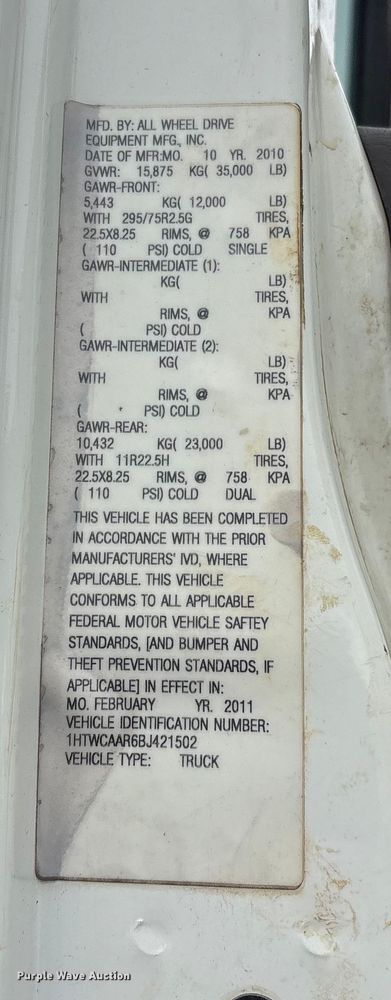 MFD. BY: ALL WHEEL DRIVE
EQUIPMENT MFG., INC.
DATE OF MFR:MO. 10 YR. 2010
GVWR: 15,875 KG( 35,000 LB)
GAWR-FRONT:
5,443 KG( 12,000 LB)
WITH 295/75R2.5G TIRES,
22.5X8.25 RIMS, @ 758 KPA
( 110 PSI) COLD SINGLE
GAWR-INTERMEDIATE (1):
KG( LB)
WITH TIRES,
RIMS, @ KPA
( PSI) COLD
GAWR-INTERMEDIATE (2):
KG( LB)
WITH TIRES,
RIMS, @ KPA
( PSI) COLD
GAWR-REAR:
10,432 KG( 23,000 LB)
WITH 11R22.5H TIRES,
22.5X8.25 RIMS, @ 758 KPA
( 110 PSI) COLD DUAL
THIS VEHICLE HAS BEEN COMPLETED
IN ACCORDANCE WITH THE PRIOR
MANUFACTURERS' IVD, WHERE
APPLICABLE. THIS VEHICLE
CONFORMS TO ALL APPLICABLE
FEDERAL MOTOR VEHICLE SAFTEY
STANDARDS, [AND BUMPER AND
THEFT PREVENTION STANDARDS, IF
APPLICABLE] IN EFFECT IN:
MO. FEBRUARY YR. 2011
VEHICLE IDENTIFICATION NUMBER:
1HTWCAAR6BJ421502
VEHICLE TYPE: TRUCK
Purple Wave Auction